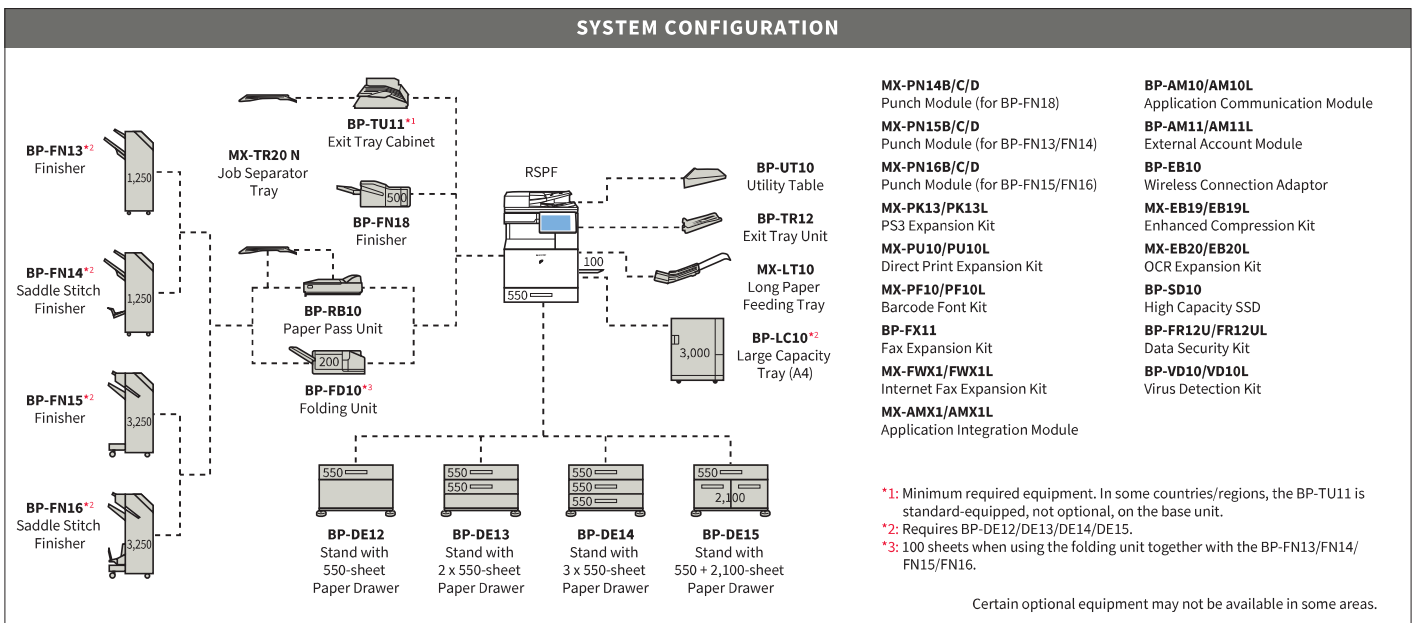 SYSTEM CONFIGURATION
BP-FN13*2
Finisher
1,250
BP-FN14*2
Saddle Stitch
Finisher
1,250
BP-FN15*2
Finisher
3,250
BP-FN16*2
Saddle Stitch
Finisher
3,250
MX-TR20 N
Job Separator
Tray
BP-TU11*1
Exit Tray Cabinet
500
BP-FN18
Finisher
BP-RB10
Paper Pass Unit
200
BP-FD10*3
Folding Unit
RSPF
100
550
BP-UT10
Utility Table
BP-TR12
Exit Tray Unit
MX-LT10
Long Paper
Feeding Tray
3,000
BP-LC10*2
Large Capacity
Tray (A4)
550
BP-DE12
Stand with
550-sheet
Paper Drawer
550
550
BP-DE13
Stand with
2 x 550-sheet
Paper Drawer
550
550
550
BP-DE14
Stand with
3 x 550-sheet
Paper Drawer
550
2,100
BP-DE15
Stand with
550 + 2,100-sheet
Paper Drawer
MX-PN14B/C/D
Punch Module (for BP-FN18)
MX-PN15B/C/D
Punch Module (for BP-FN13/FN14)
MX-PN16B/C/D
Punch Module (for BP-FN15/FN16)
MX-PK13/PK13L
PS3 Expansion Kit
MX-PU10/PU10L
Direct Print Expansion Kit
MX-PF10/PF10L
Barcode Font Kit
BP-FX11
Fax Expansion Kit
MX-FWX1/FWX1L
Internet Fax Expansion Kit
MX-AMX1/AMX1L
Application Integration Module
BP-AM10/AM10L
Application Communication Module
BP-AM11/AM11L
External Account Module
BP-EB10
Wireless Connection Adaptor
MX-EB19/EB19L
Enhanced Compression Kit
MX-EB20/EB20L
OCR Expansion Kit
BP-SD10
High Capacity SSD
BP-FR12U/FR12UL
Data Security Kit
BP-VD10/VD10L
Virus Detection Kit
*1: Minimum required equipment. In some countries/regions, the BP-TU11 is
standard-equipped, not optional, on the base unit.
*2: Requires BP-DE12/DE13/DE14/DE15.
*3: 100 sheets when using the folding unit together with the BP-FN13/FN14/
FN15/FN16.
Certain optional equipment may not be available in some areas.